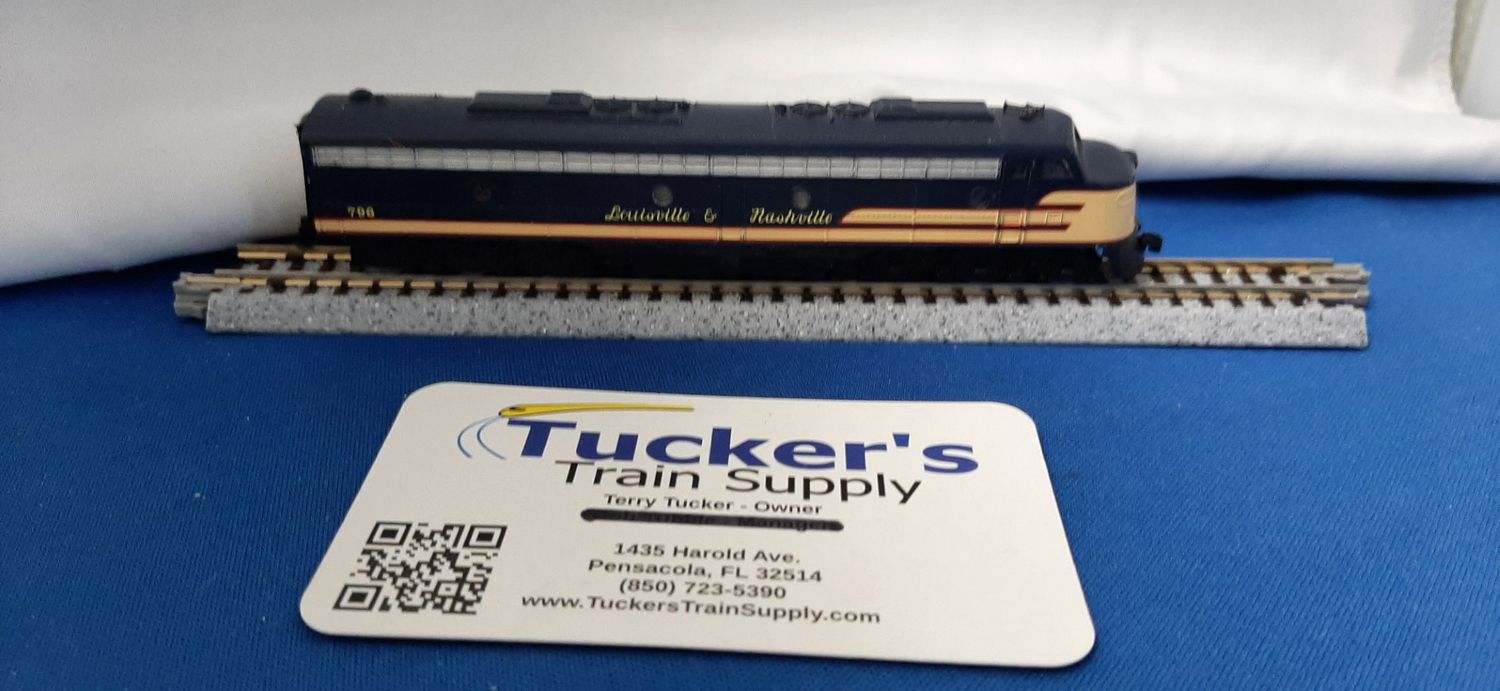 796
Louisville & Nashville
Tucker's
Train Supply
Terry Tucker - Owner
Managers
1435 Harold Ave.
Pensacola, FL 32514
(850) 723-5390
www.TuckersTrainSupply.com